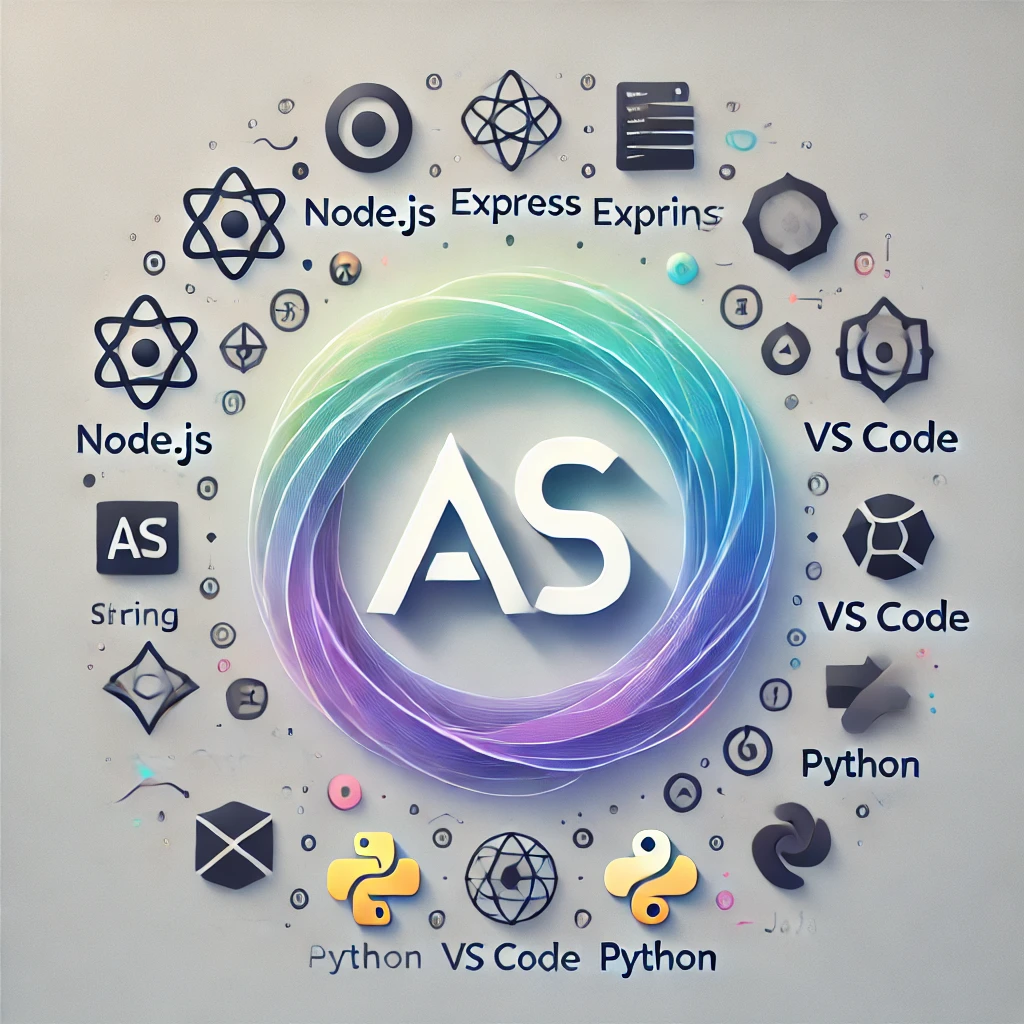 Node.js Express Exprins
Node.js
VS Code
AS
AS
String
VS Code
Python
Python VS Code Python